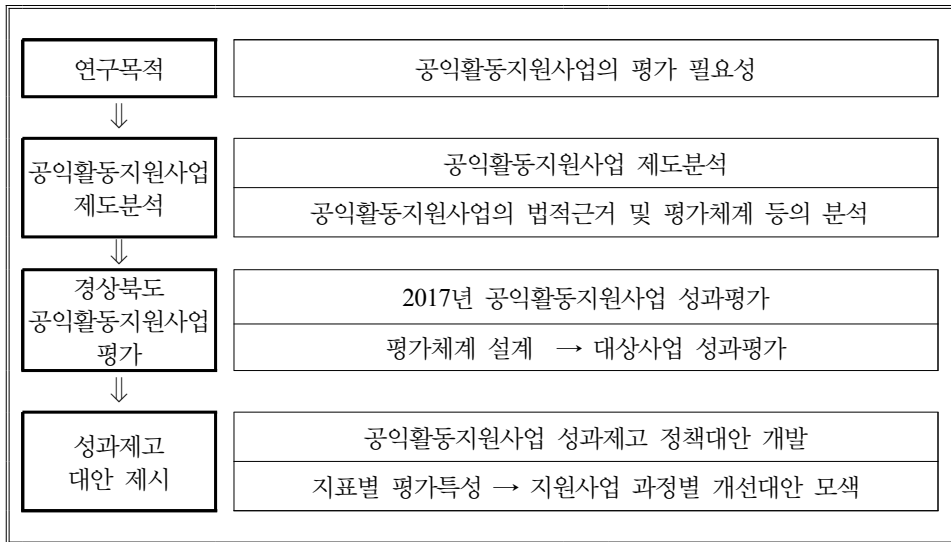 연구목적
공익활동지원사업의 평가 필요성
⇓
공익활동지원사업
제도분석
공익활동지원사업 제도분석
공익활동지원사업의 법적근거 및 평가체계 등의 분석
⇓
경상북도
공익활동지원사업
평가
2017년 공익활동지원사업 성과평가
평가체계 설계 → 대상사업 성과평가
⇓
성과제고
대안 제시
공익활동지원사업 성과제고 정책대안 개발
지표별 평가특성 → 지원사업 과정별 개선대안 모색